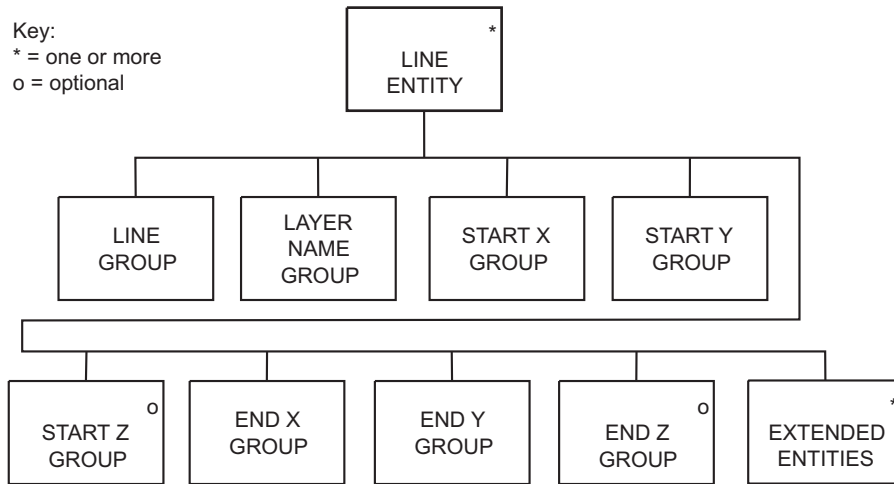 Key:
* = one or more
o = optional
*
LINE
ENTITY
LINE
GROUP
LAYER
NAME
GROUP
START X
GROUP
START Y
GROUP
o
START Z
GROUP
END X
GROUP
END Y
GROUP
o
END Z
GROUP
*
EXTENDED
ENTITIES